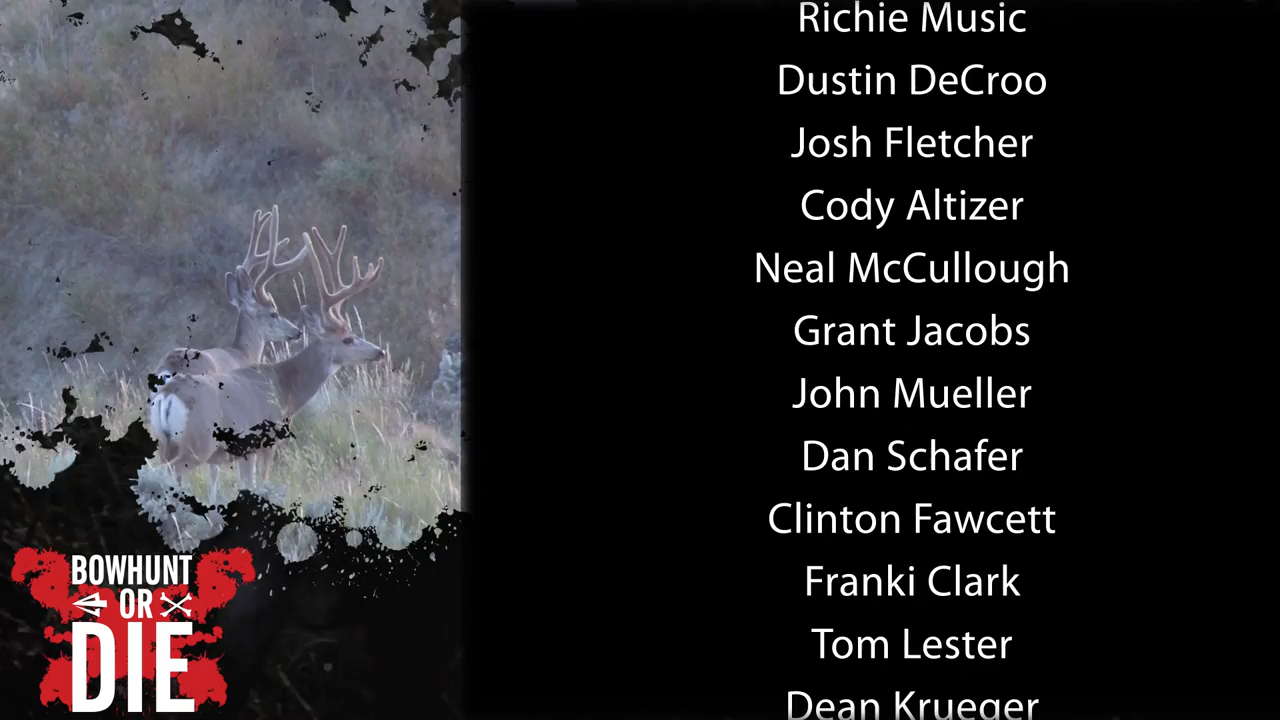 Richie Music
Dustin DeCroo
Josh Fletcher
Cody Altizer
Neal McCullough
Grant Jacobs
John Mueller
Dan Schafer
Clinton Fawcett
Franki Clark
Tom Lester
Dean Krueger
BOWHUNT
OR
DIE